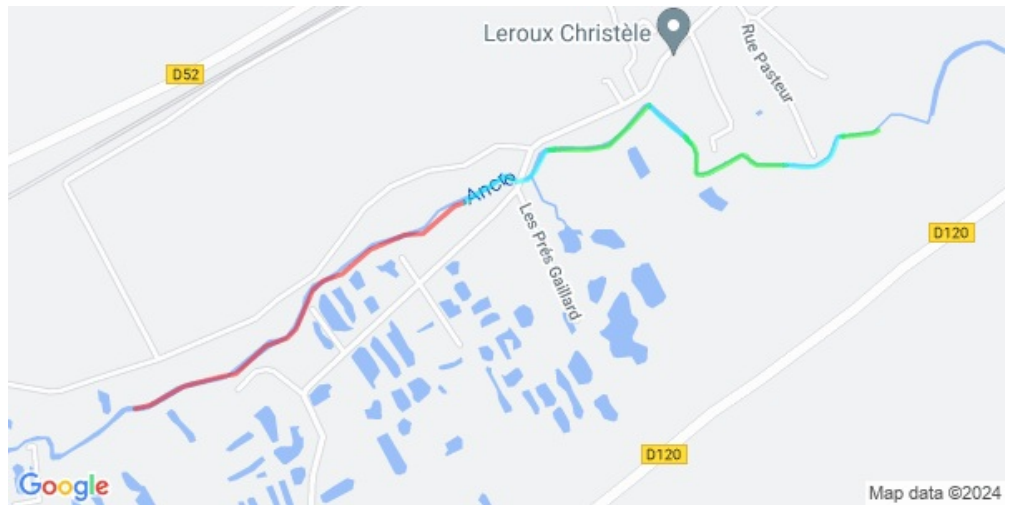 Leroux Christèle
D52
Rue Pasteur
Ancre
Les Prés Gaillard
D120
D120
Google
Map data ©2024